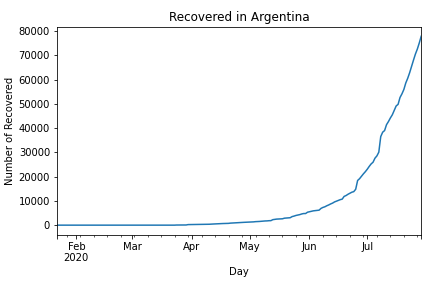 Recovered in Argentina
80000
70000
60000
50000
40000
30000
20000
10000
0
Number of Recovered
Feb Mar Apr May Jun Jul
2020
Day